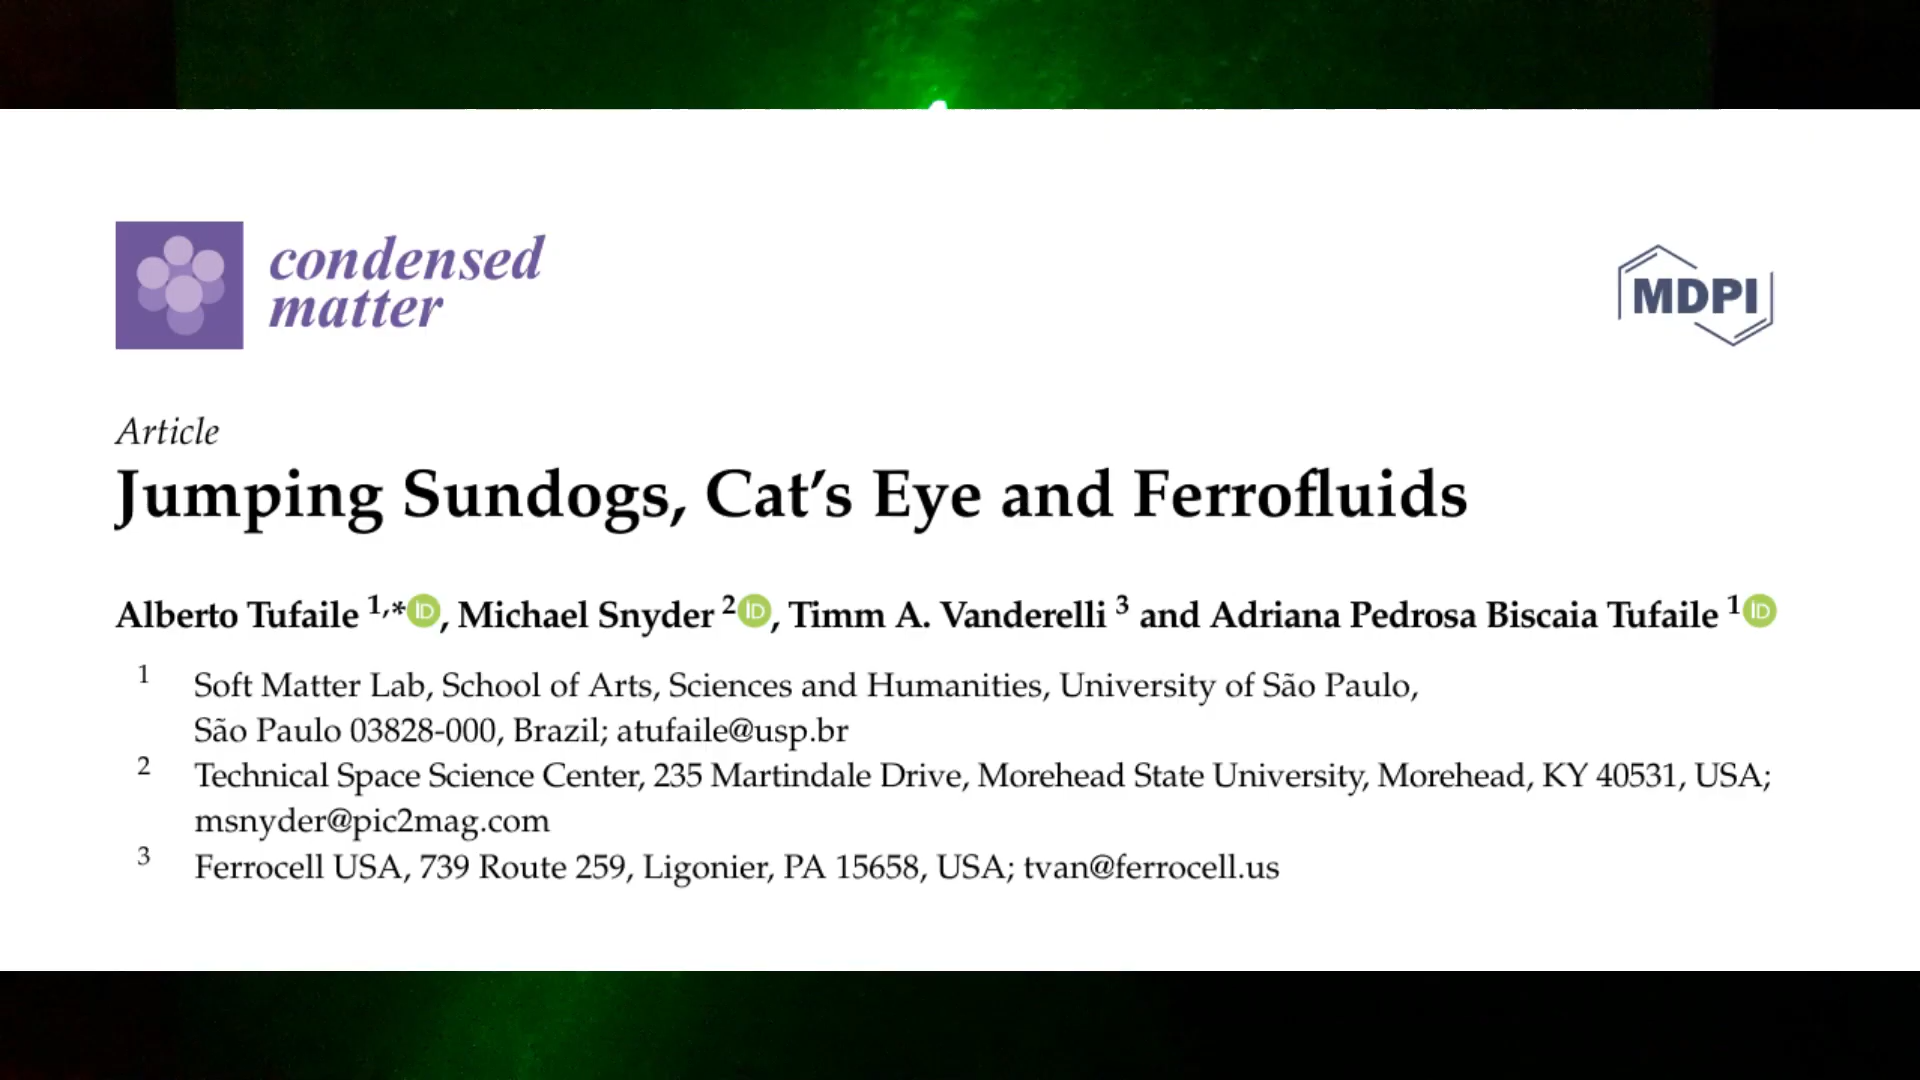 condensed
matter
MDPI
Article
Jumping Sundogs, Cat's Eye and Ferrofluids
Alberto Tufaile 1,* iD, Michael Snyder 2 iD, Timm A. Vanderelli 3 and Adriana Pedrosa Biscaia Tufaile 1 iD
1 Soft Matter Lab, School of Arts, Sciences and Humanities, University of São Paulo,
São Paulo 03828-000, Brazil; atufaile@usp.br
2 Technical Space Science Center, 235 Martindale Drive, Morehead State University, Morehead, KY 40531, USA;
msnyder@pic2mag.com
3 Ferrocell USA, 739 Route 259, Ligonier, PA 15658, USA; tvan@ferrocell.us